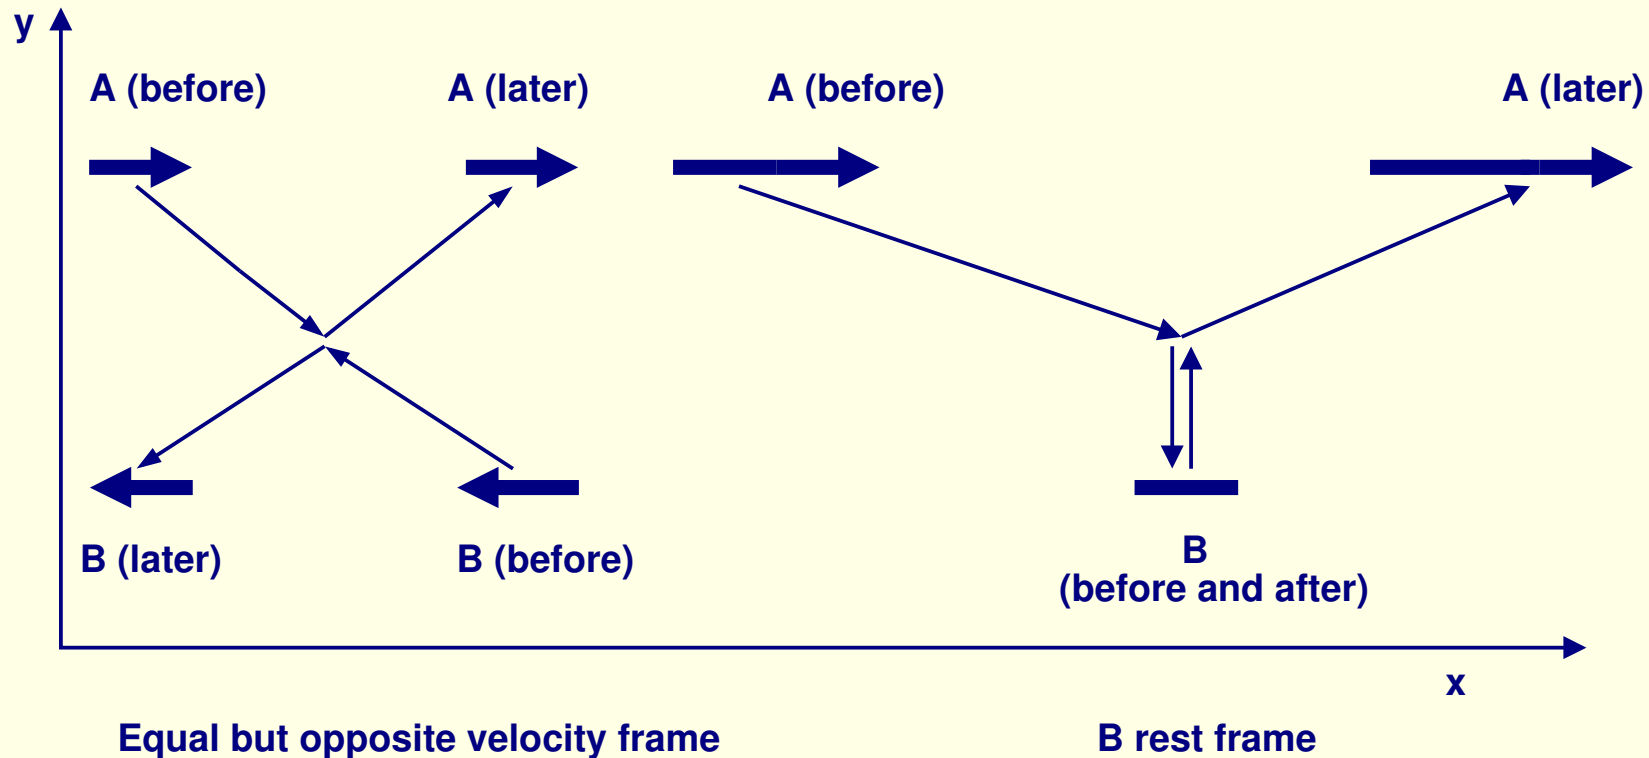 y
A (before)
A (later)
A (before)
A (later)
B (later)
B (before)
B
(before and after)
x
Equal but opposite velocity frame
B rest frame